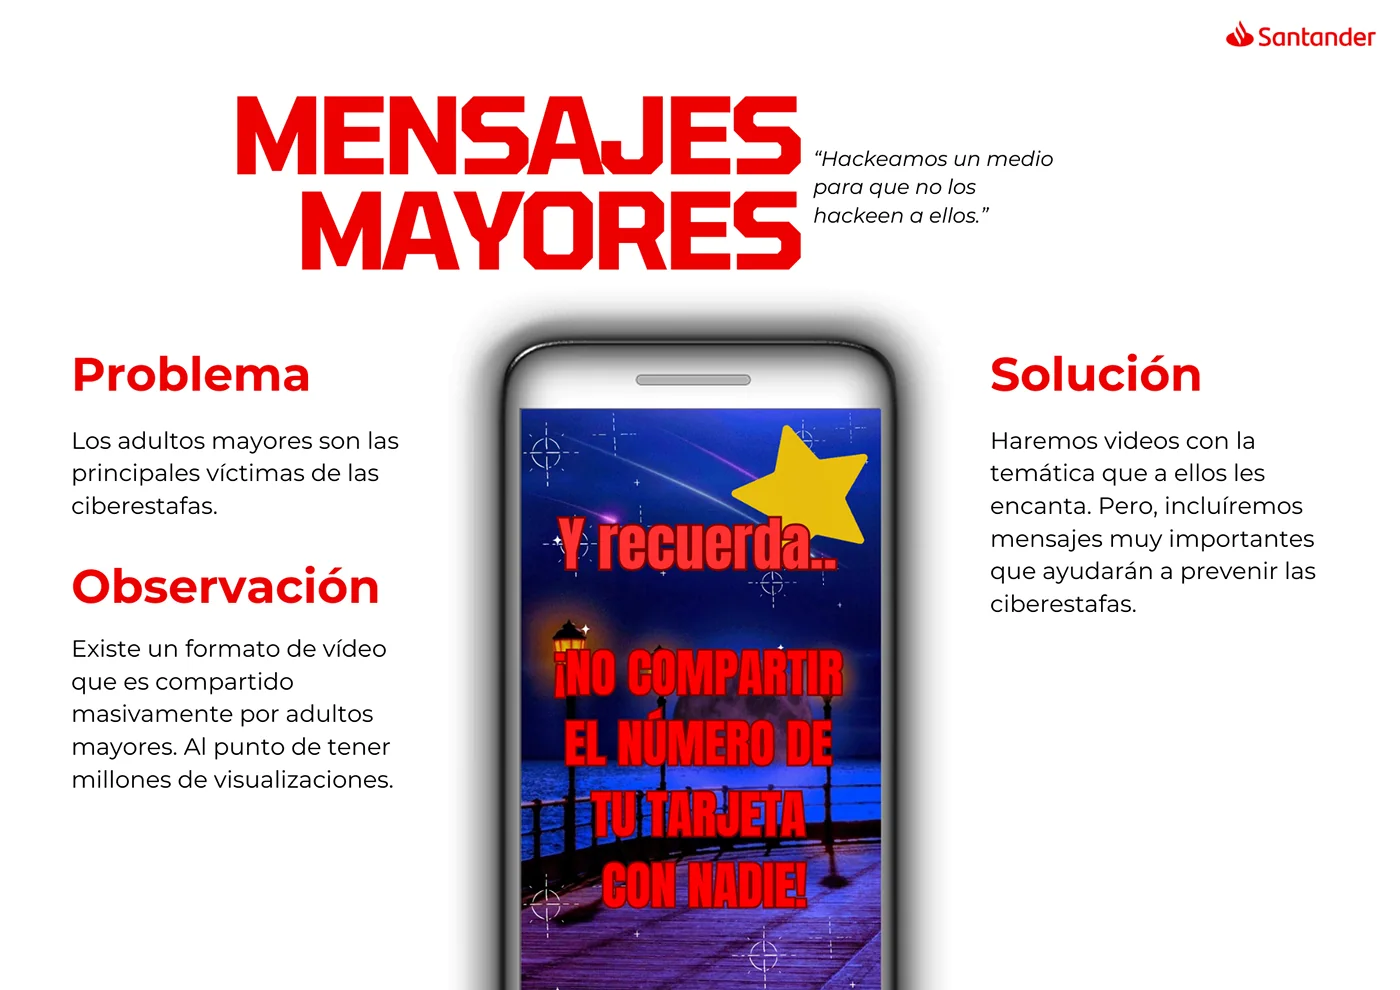 Santander
MENSAJES
MAYORES
“Hackeamos un medio
para que no los
hackeen a ellos.”
Problema
Los adultos mayores son las
principales víctimas de las
ciberestafas.
Observación
Existe un formato de vídeo
que es compartido
masivamente por adultos
mayores. Al punto de tener
millones de visualizaciones.
Y recuerda..
¡NO COMPARTIR
EL NÚMERO DE
TU TARJETA
CON NADIE!
Solución
Haremos videos con la
temática que a ellos les
encanta. Pero, incluíremos
mensajes muy importantes
que ayudarán a prevenir las
ciberestafas.